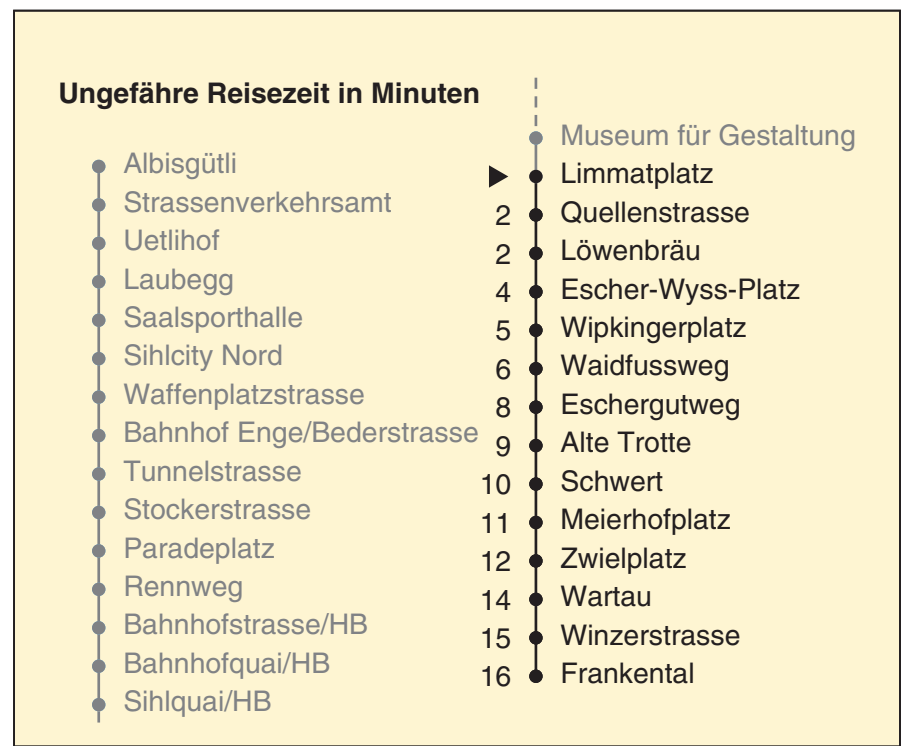 Ungefähre Reisezeit in Minuten
Albisgütli
Strassenverkehrsamt
Uetlihof
Laubegg
Saalsporthalle
Sihlcity Nord
Waffenplatzstrasse
Bahnhof Enge/Bederstrasse
Tunnelstrasse
Stockerstrasse
Paradeplatz
Rennweg
Bahnhofstrasse/HB
Bahnhofquai/HB
Sihlquai/HB
Museum für Gestaltung
Limmatplatz
2 Quellenstrasse
2 Löwenbräu
4 Escher-Wyss-Platz
5 Wipkingerplatz
6 Waidfussweg
8 Eschergutweg
9 Alte Trotte
10 Schwert
11 Meierhofplatz
12 Zwielplatz
14 Wartau
15 Winzerstrasse
16 Frankental